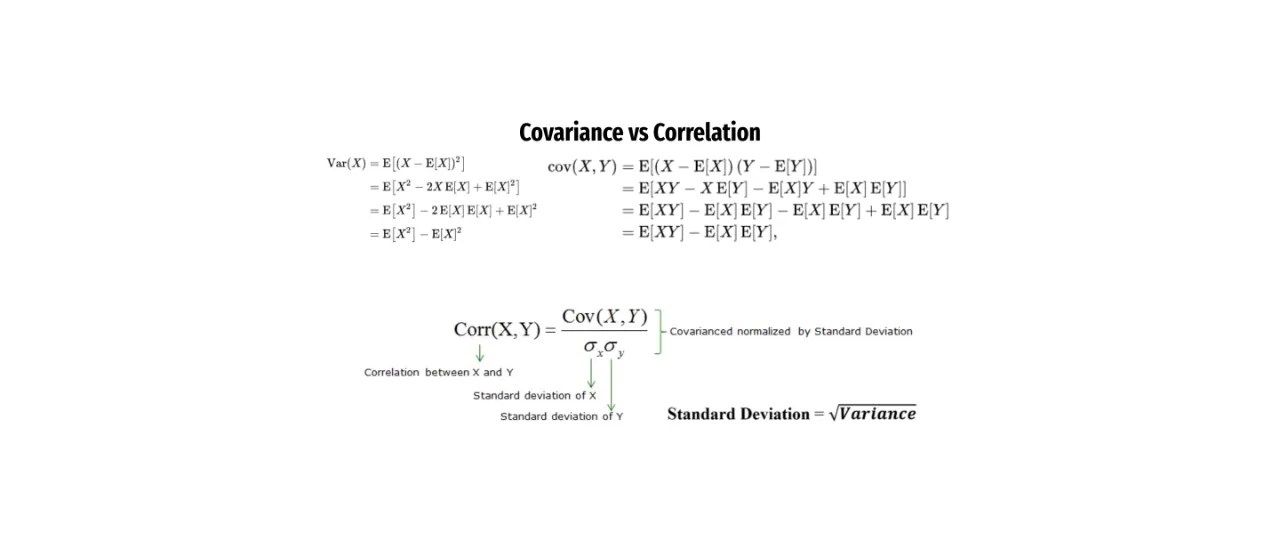 Covariance vs Correlation
Var(X) = E[(X − E[X])²]
= E[X² − 2X E[X] + E[X]²]
= E[X²] − 2 E[X] E[X] + E[X]²
= E[X²] − E[X]²
cov(X, Y) = E[(X − E[X]) (Y − E[Y])]
= E[XY − X E[Y] − E[X]Y + E[X] E[Y]]
= E[XY] − E[X] E[Y] − E[X] E[Y] + E[X] E[Y]
= E[XY] − E[X] E[Y],
Corr(X,Y) = Cov(X,Y) / σₓσᵧ
Covarianced normalized by Standard Deviation
Correlation between X and Y
Standard deviation of X
Standard deviation of Y
Standard Deviation = √Variance